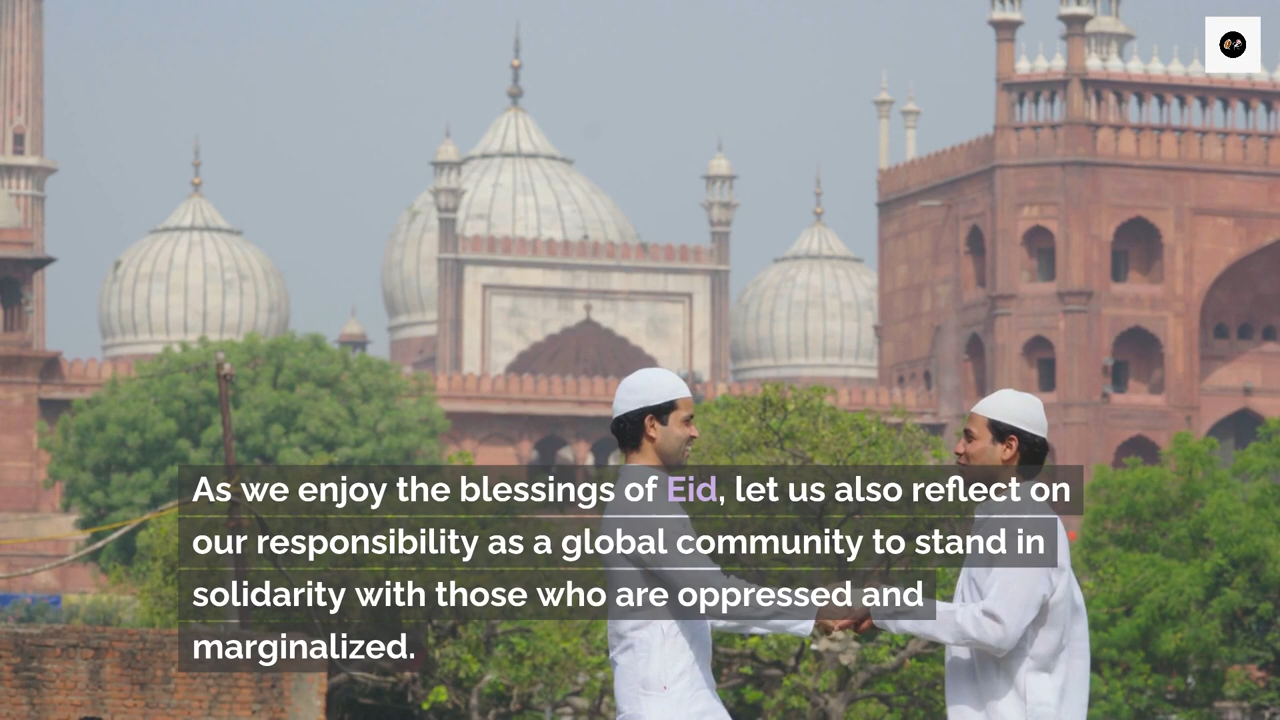 As we enjoy the blessings of Eid, let us also reflect on
our responsibility as a global community to stand in
solidarity with those who are oppressed and
marginalized.